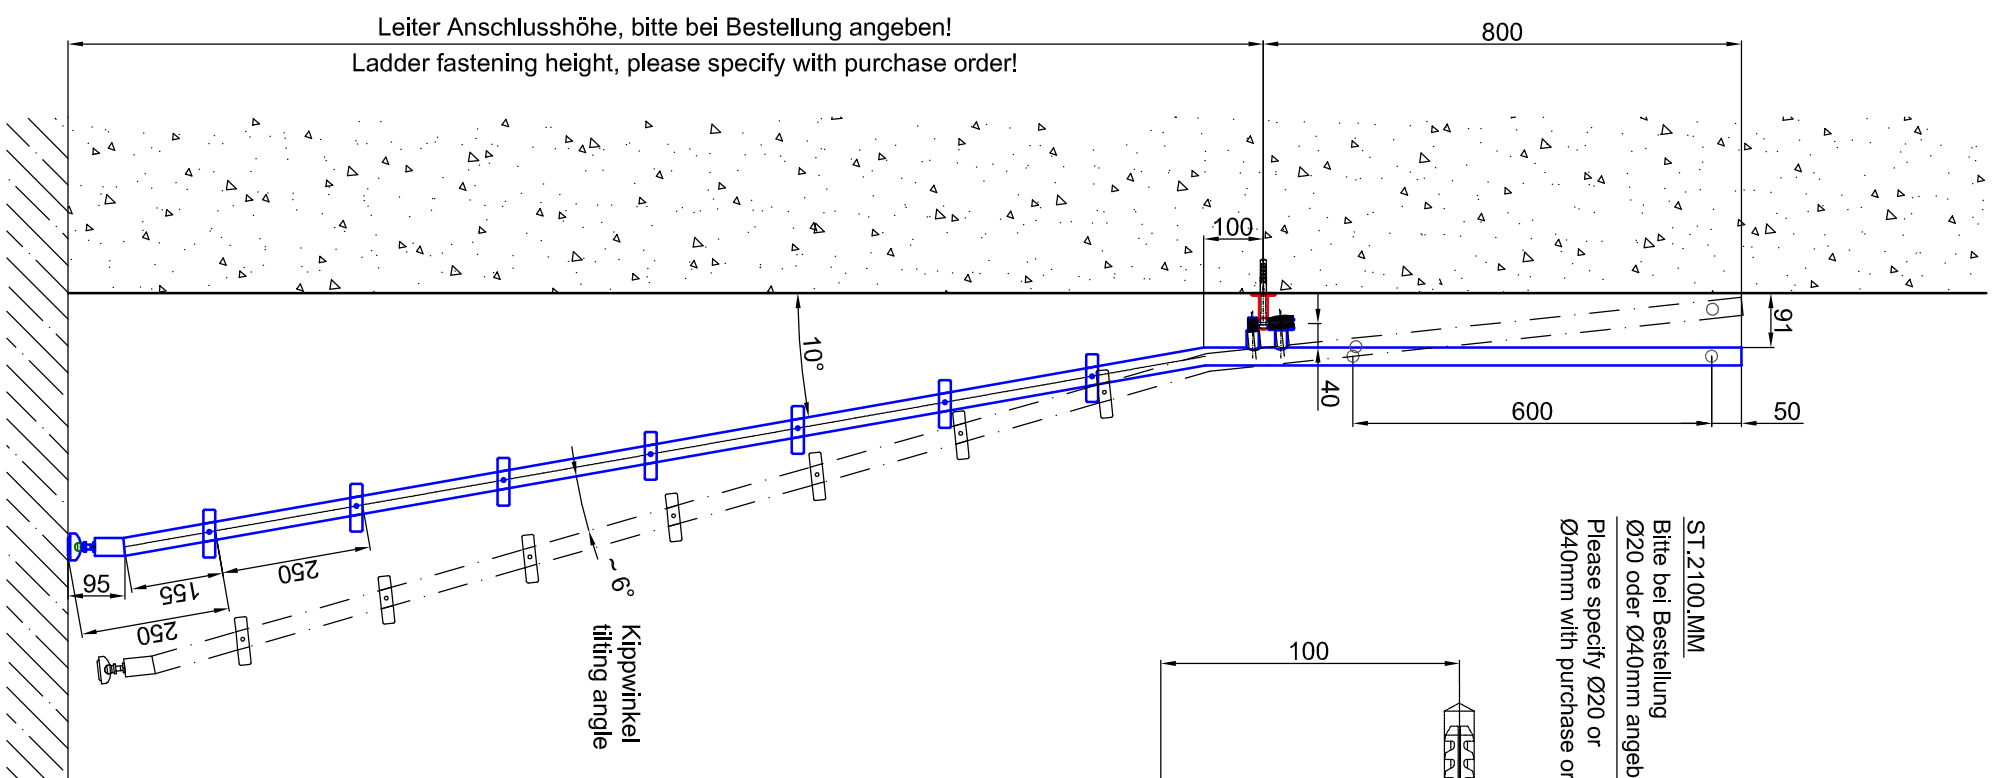 Leiter Anschlusshöhe, bitte bei Bestellung angeben!
Ladder fastening height, please specify with purchase order!
800
100
91
10°
40
600
50
250
155
95
250
~6°
Kippwinkel
tilting angle
100
ST.2100.MM
Bitte bei Bestellung
Ø20 oder Ø40mm angeb
Please specify Ø20 or
Ø40mm with purchase or